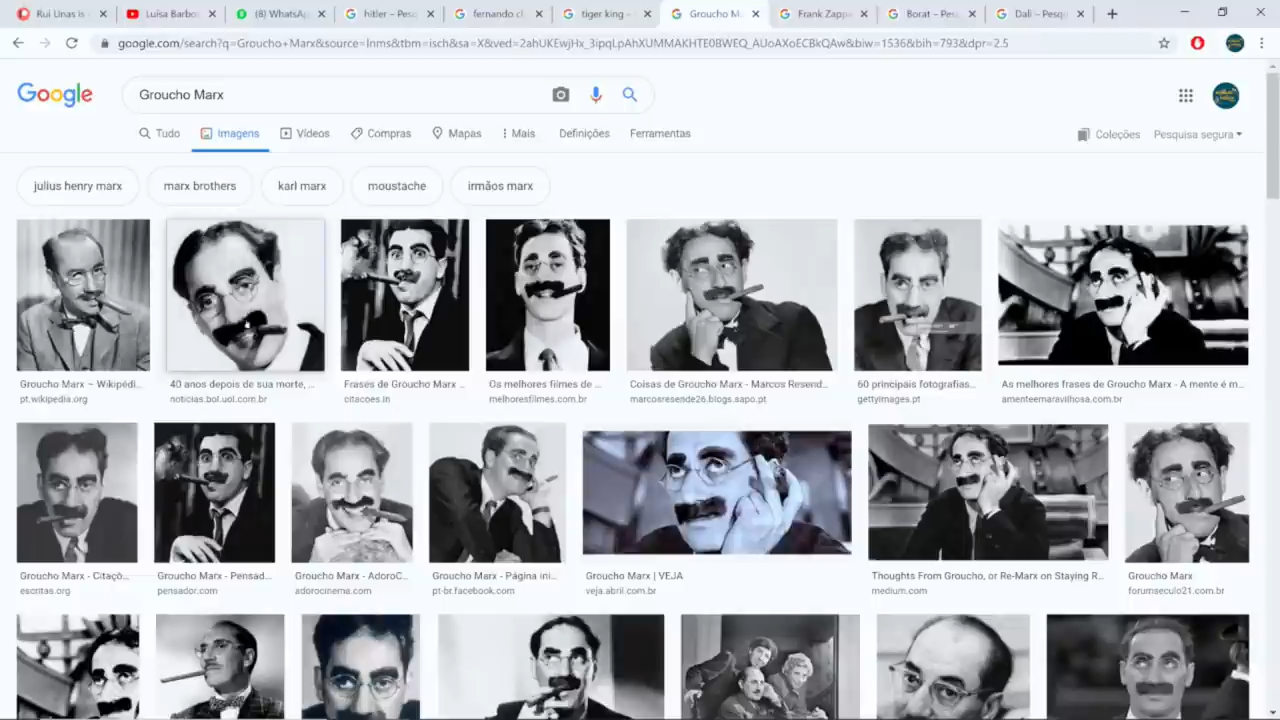 Rui Unas is
Luísa Barbo
(8) WhatsAp
hitler – Pesq
fernando cl
tiger king –
Groucho M
Frank Zappa
Borat – Pes
Dalí – Pesqu
google.com/search?q=Groucho+Marx&source=lnms&tbm=isch&sa=X&ved=2ahUKEwjHx_3ipqLpAhXUMMAKHTE0BWEQ_AUoAXoECBkQAw&biw=1536&bih=793&dpr=2.5
Google
Groucho Marx
Tudo
Imagens
Vídeos
Compras
Mapas
Mais
Definições
Ferramentas
Coleções
Pesquisa segura
julius henry marx
marx brothers
karl marx
moustache
irmãos marx
Groucho Marx – Wikipédi...
40 anos depois de sua morte, ...
Frases de Groucho Marx ...
Os melhores filmes de ...
Coisas de Groucho Marx - Marcos Resend...
60 principais fotografias...
As melhores frases de Groucho Marx - A mente é m...
pt.wikipedia.org
noticias.bol.uol.com.br
citacoes.in
melhoresfilmes.com.br
marcosresende26.blogs.sapo.pt
gettyimages.pt
amenteemaravilhosa.com.br
Groucho Marx - Citaçõ...
Groucho Marx - Pensad...
Groucho Marx - AdoroC...
Groucho Marx - Página ini...
Groucho Marx | VEJA
Thoughts From Groucho, or Re-Marx on Staying R...
Groucho Marx
escritas.org
pensador.com
adorocinema.com
pt-br.facebook.com
veja.abril.com.br
medium.com
forumseculo21.com.br